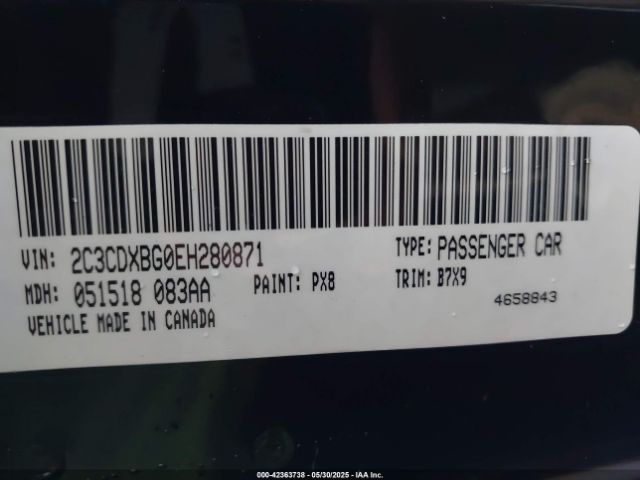 VIN: 2C3CDXBG0EH280871 TYPE: PASSENGER CAR
MDH: 051518 083AA PAINT: PX8 TRIM: B7X9
VEHICLE MADE IN CANADA 4658843
000-42363738 - 05/30/2025 - IAA Inc.